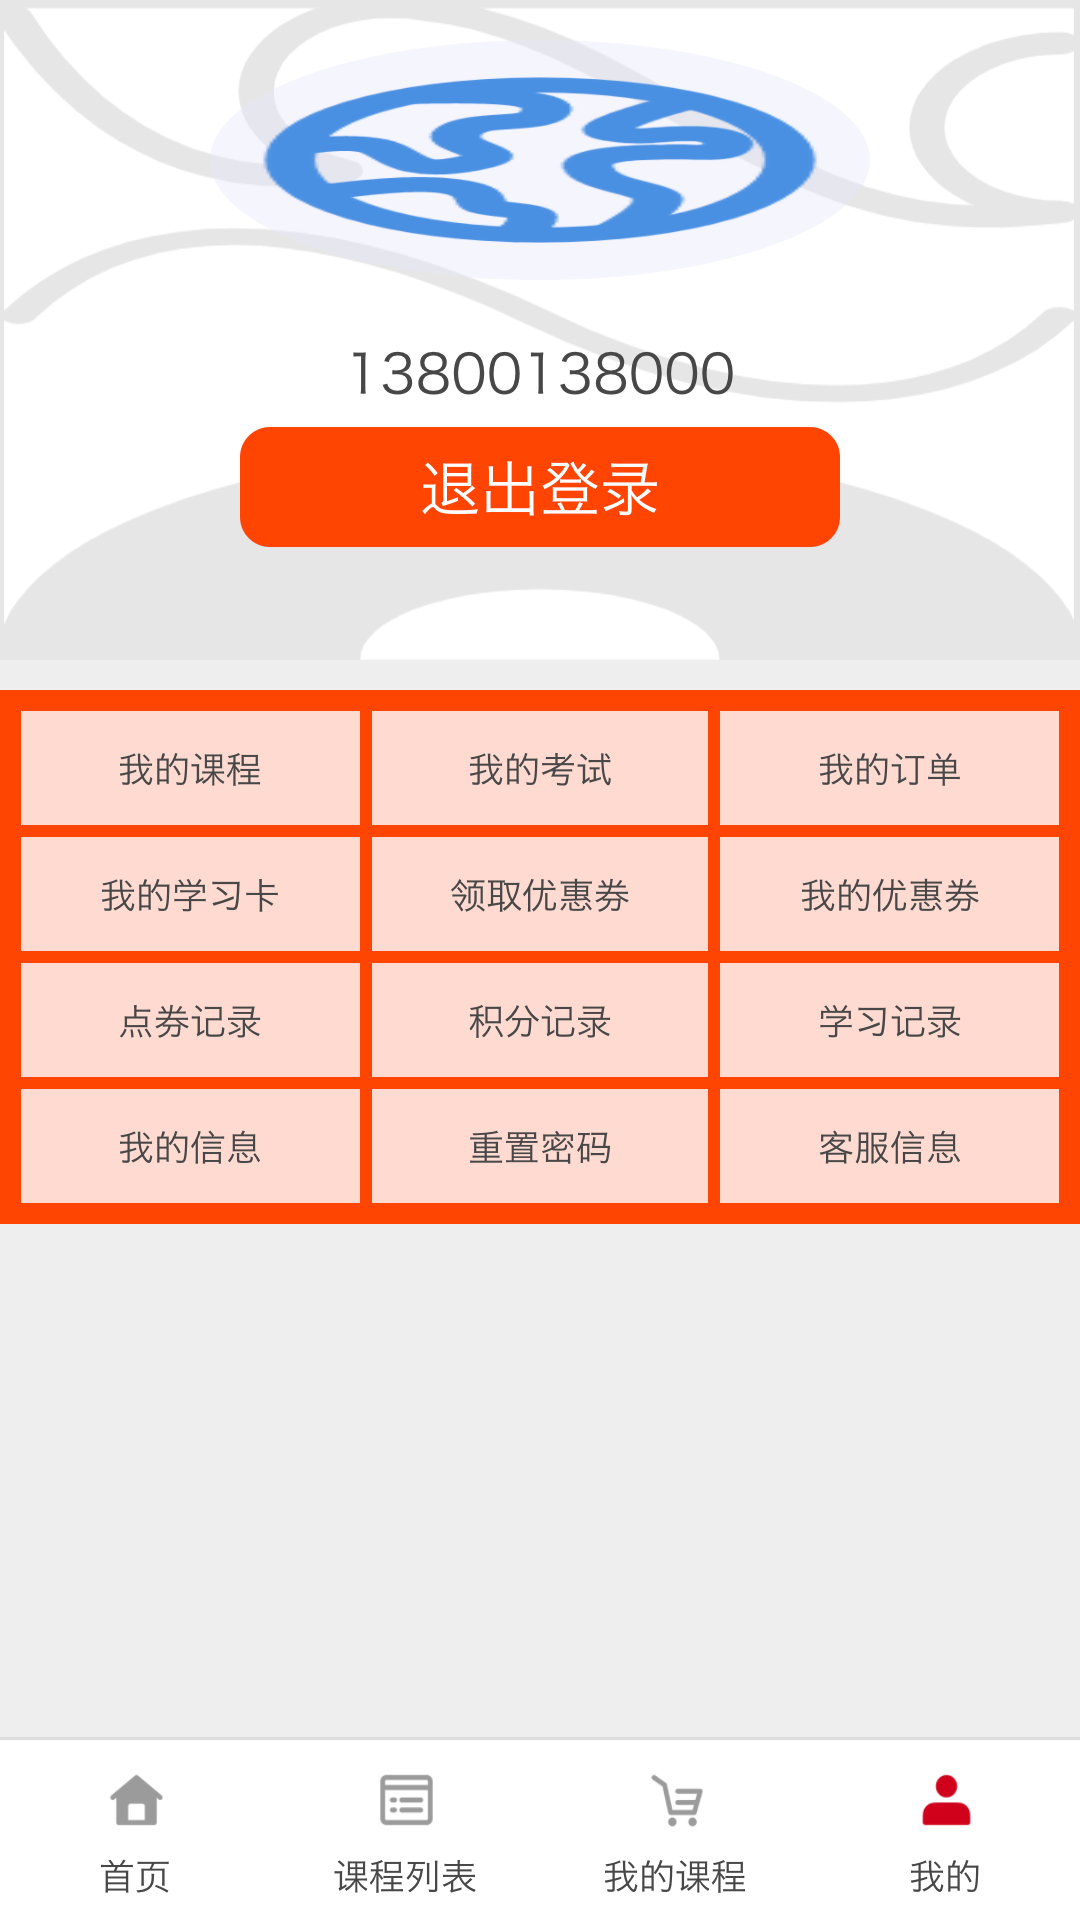 13800138000
退出登录
我的课程 我的考试 我的订单
我的学习卡 领取优惠券 我的优惠券
点券记录 积分记录 学习记录
我的信息 重置密码 客服信息
首页 课程列表 我的课程 我的